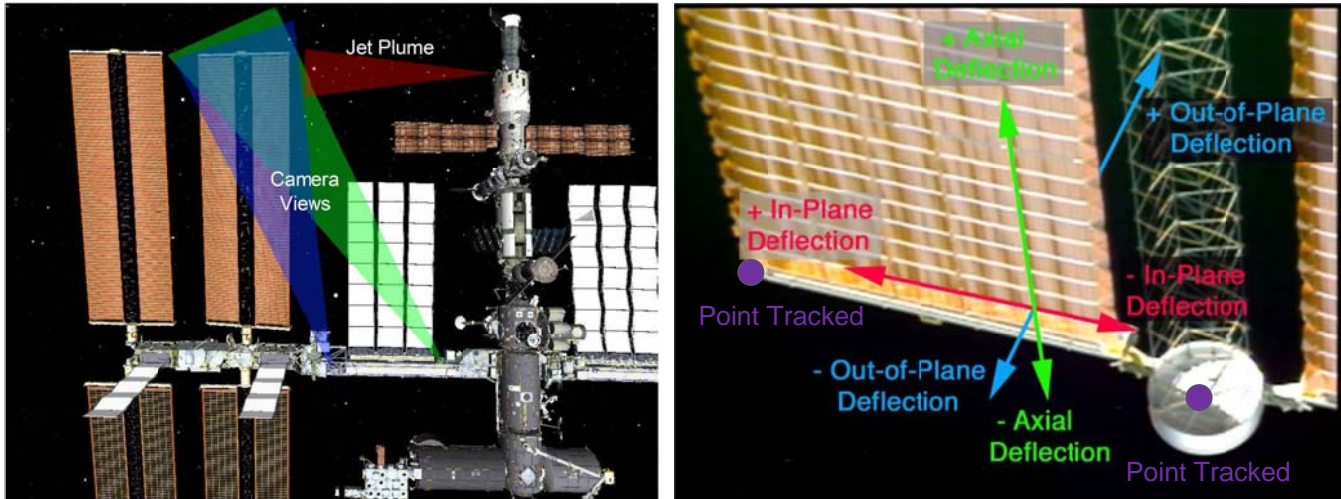 Jet Plume
Camera
Views
+ Axial
Deflection
+ Out-of-Plane
Deflection
+ In-Plane
Deflection
- In-Plane
Deflection
Point Tracked
- Out-of-Plane
Deflection
- Axial
Deflection
Point Tracked